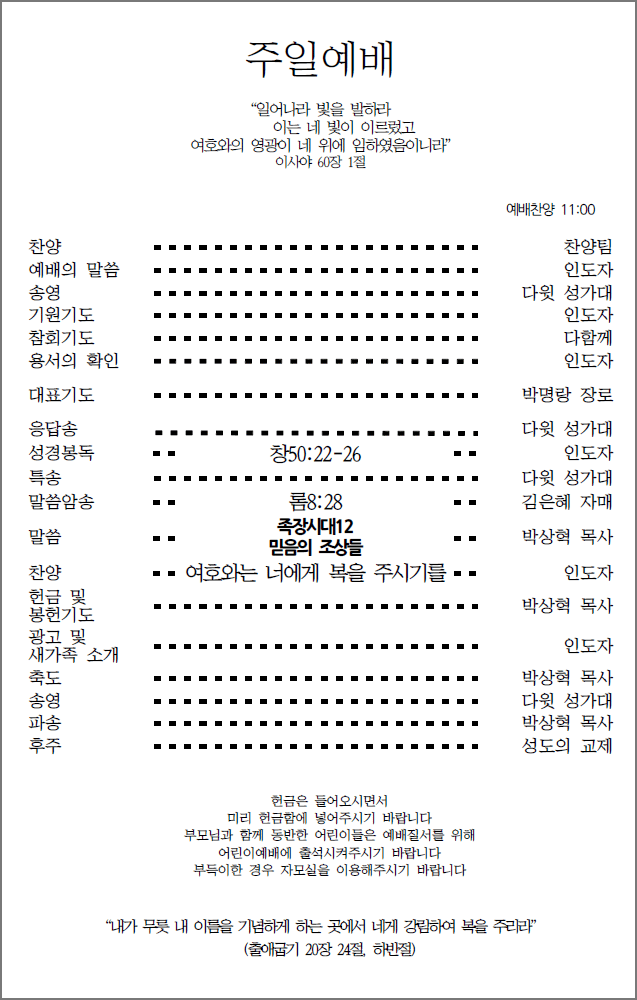 주일예배
“일어나라 빛을 발하라
이는 네 빛이 이르렀고
여호와의 영광이 네 위에 임하였음이니라”
이사야 60장 1절
예배찬양 11:00
찬양 찬양팀
예배의 말씀 인도자
송영 다윗 성가대
기원기도 인도자
참회기도 다함께
용서의 확인 인도자
대표기도 박명랑 장로
응답송 다윗 성가대
성경봉독 창50:22-26 인도자
특송 다윗 성가대
말씀암송 롬8:28 김은혜 자매
족장시대12
말씀 박상혁 목사
믿음의 조상들
찬양 여호와는 너에게 복을 주시기를 인도자
헌금 및
봉헌기도 박상혁 목사
광고 및
새가족 소개 인도자
축도 박상혁 목사
송영 다윗 성가대
파송 박상혁 목사
후주 성도의 교제
헌금은 들어오시면서
미리 헌금함에 넣어주시기 바랍니다
부모님과 함께 동반한 어린이들은 예배질서를 위해
어린이예배에 출석시켜주시기 바랍니다
부득이한 경우 자모실을 이용해주시기 바랍니다
“내가 무릇 내 이름을 기념하게 하는 곳에서 네게 강림하여 복을 주리라”
(출애굽기 20장 24절, 하반절)